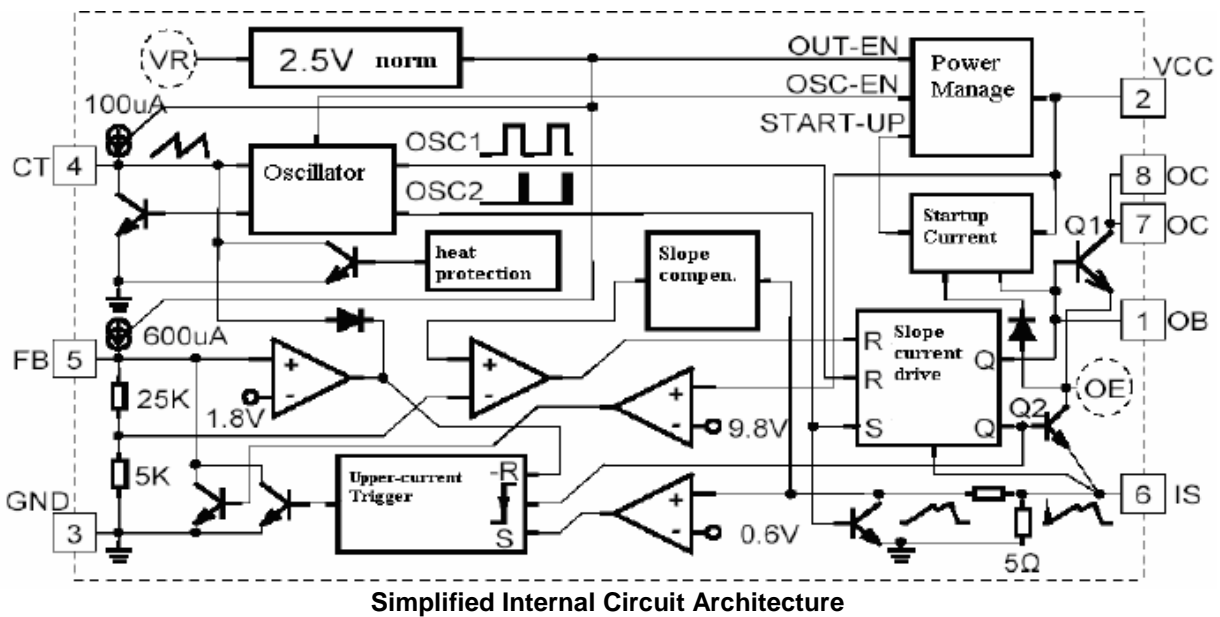 VR
2.5V norm
OUT-EN
Power
Manage
VCC
2
100uA
OSC-EN
START-UP
CT 4
Oscillator
OSC1
OSC2
8 OC
7 OC
Q1
Startup
Current
heat
protection
Slope
compen.
1 OB
600uA
FB 5
+
-
1.8V
+
-
+
-
9.8V
R
R
S
Slope
current
drive
Q
Q
Q2
OE
25K
5K
GND
3
Upper-current
Trigger
-R
S
+
-
0.6V
5Ω
6 IS
Simplified Internal Circuit Architecture